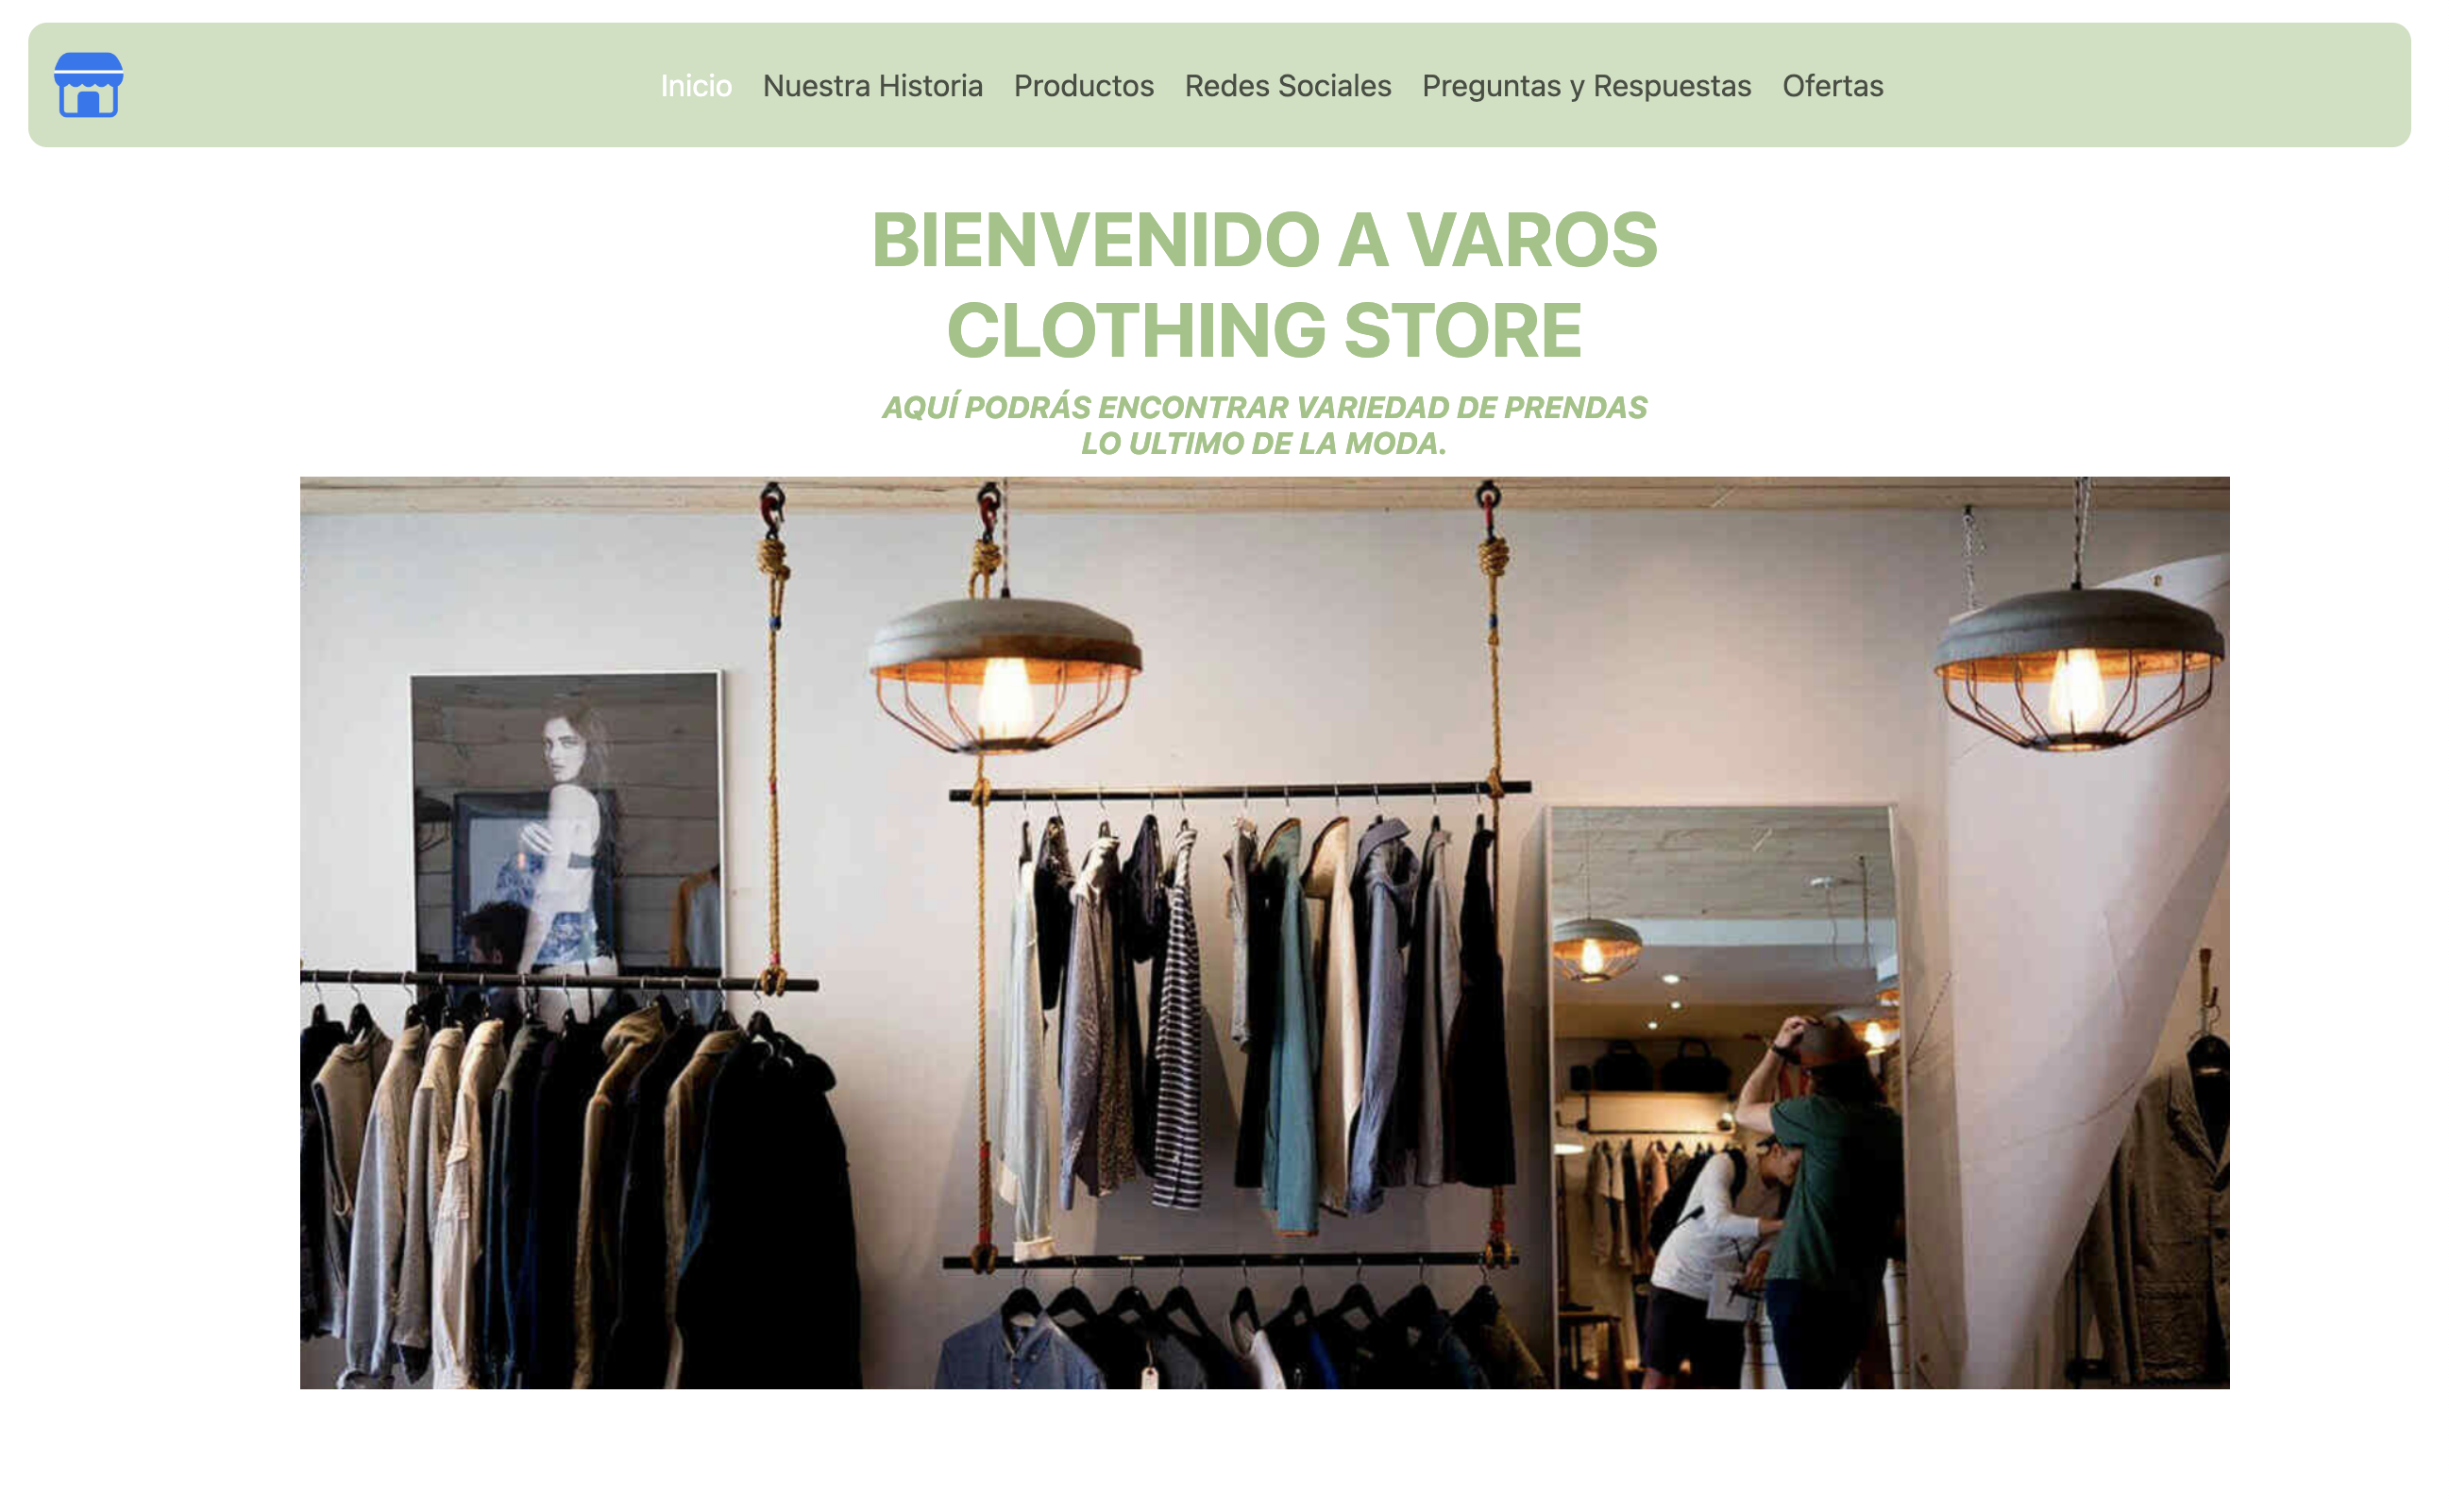 Inicio Nuestra Historia Productos Redes Sociales Preguntas y Respuestas Ofertas
BIENVENIDO A VAROS
CLOTHING STORE
AQUÍ PODRÁS ENCONTRAR VARIEDAD DE PRENDAS
LO ULTIMO DE LA MODA.